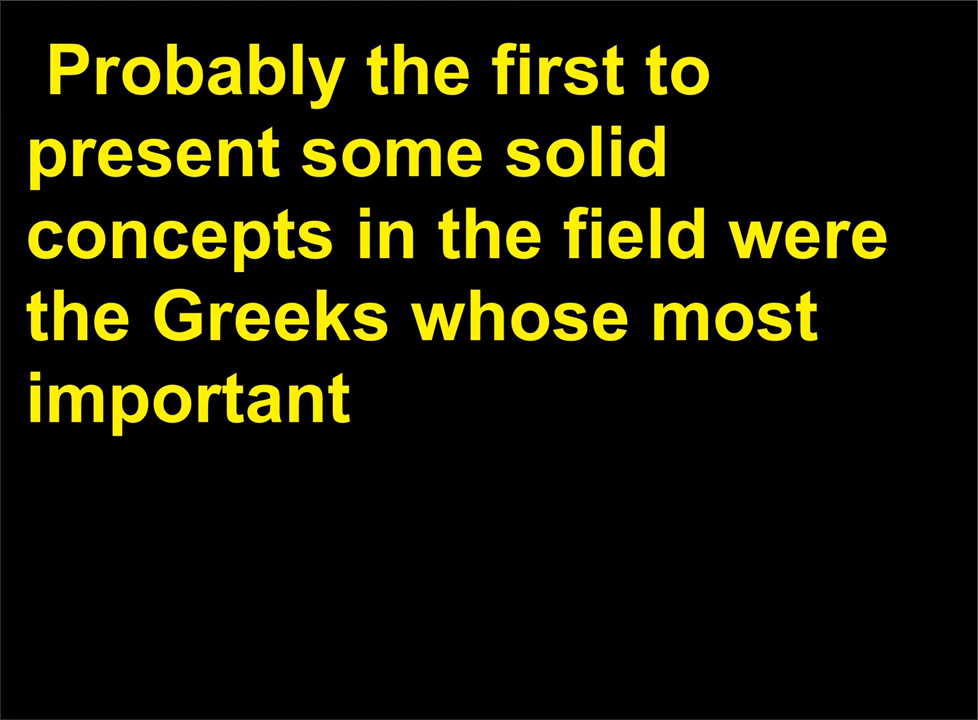 Probably the first to
present some solid
concepts in the field were
the Greeks whose most
important